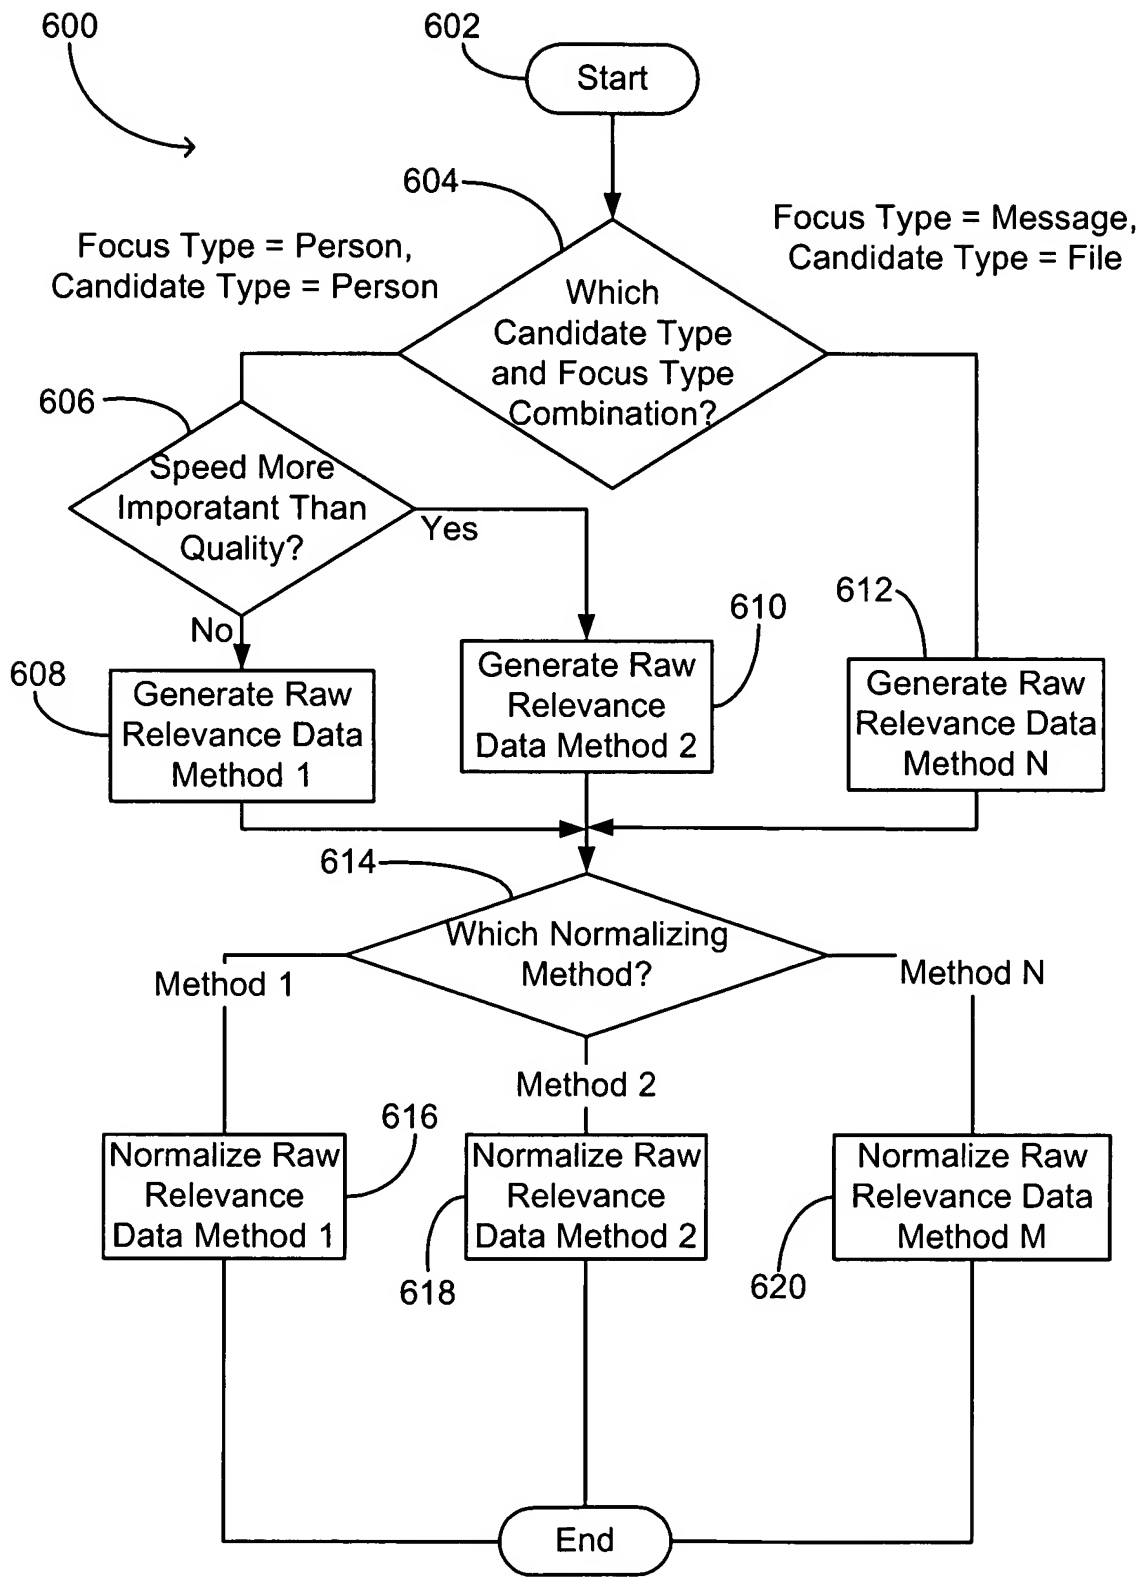 600
602
Start
604
Focus Type = Message,
Candidate Type = File
Focus Type = Person,
Candidate Type = Person
Which
Candidate Type
and Focus Type
Combination?
606
Speed More
Imporatant Than
Quality?
Yes
No
608
Generate Raw
Relevance Data
Method 1
610
Generate Raw
Relevance
Data Method 2
612
Generate Raw
Relevance Data
Method N
614
Which Normalizing
Method?
Method 1
Method 2
Method N
616
Normalize Raw
Relevance
Data Method 1
618
Normalize Raw
Relevance
Data Method 2
620
Normalize Raw
Relevance Data
Method M
End